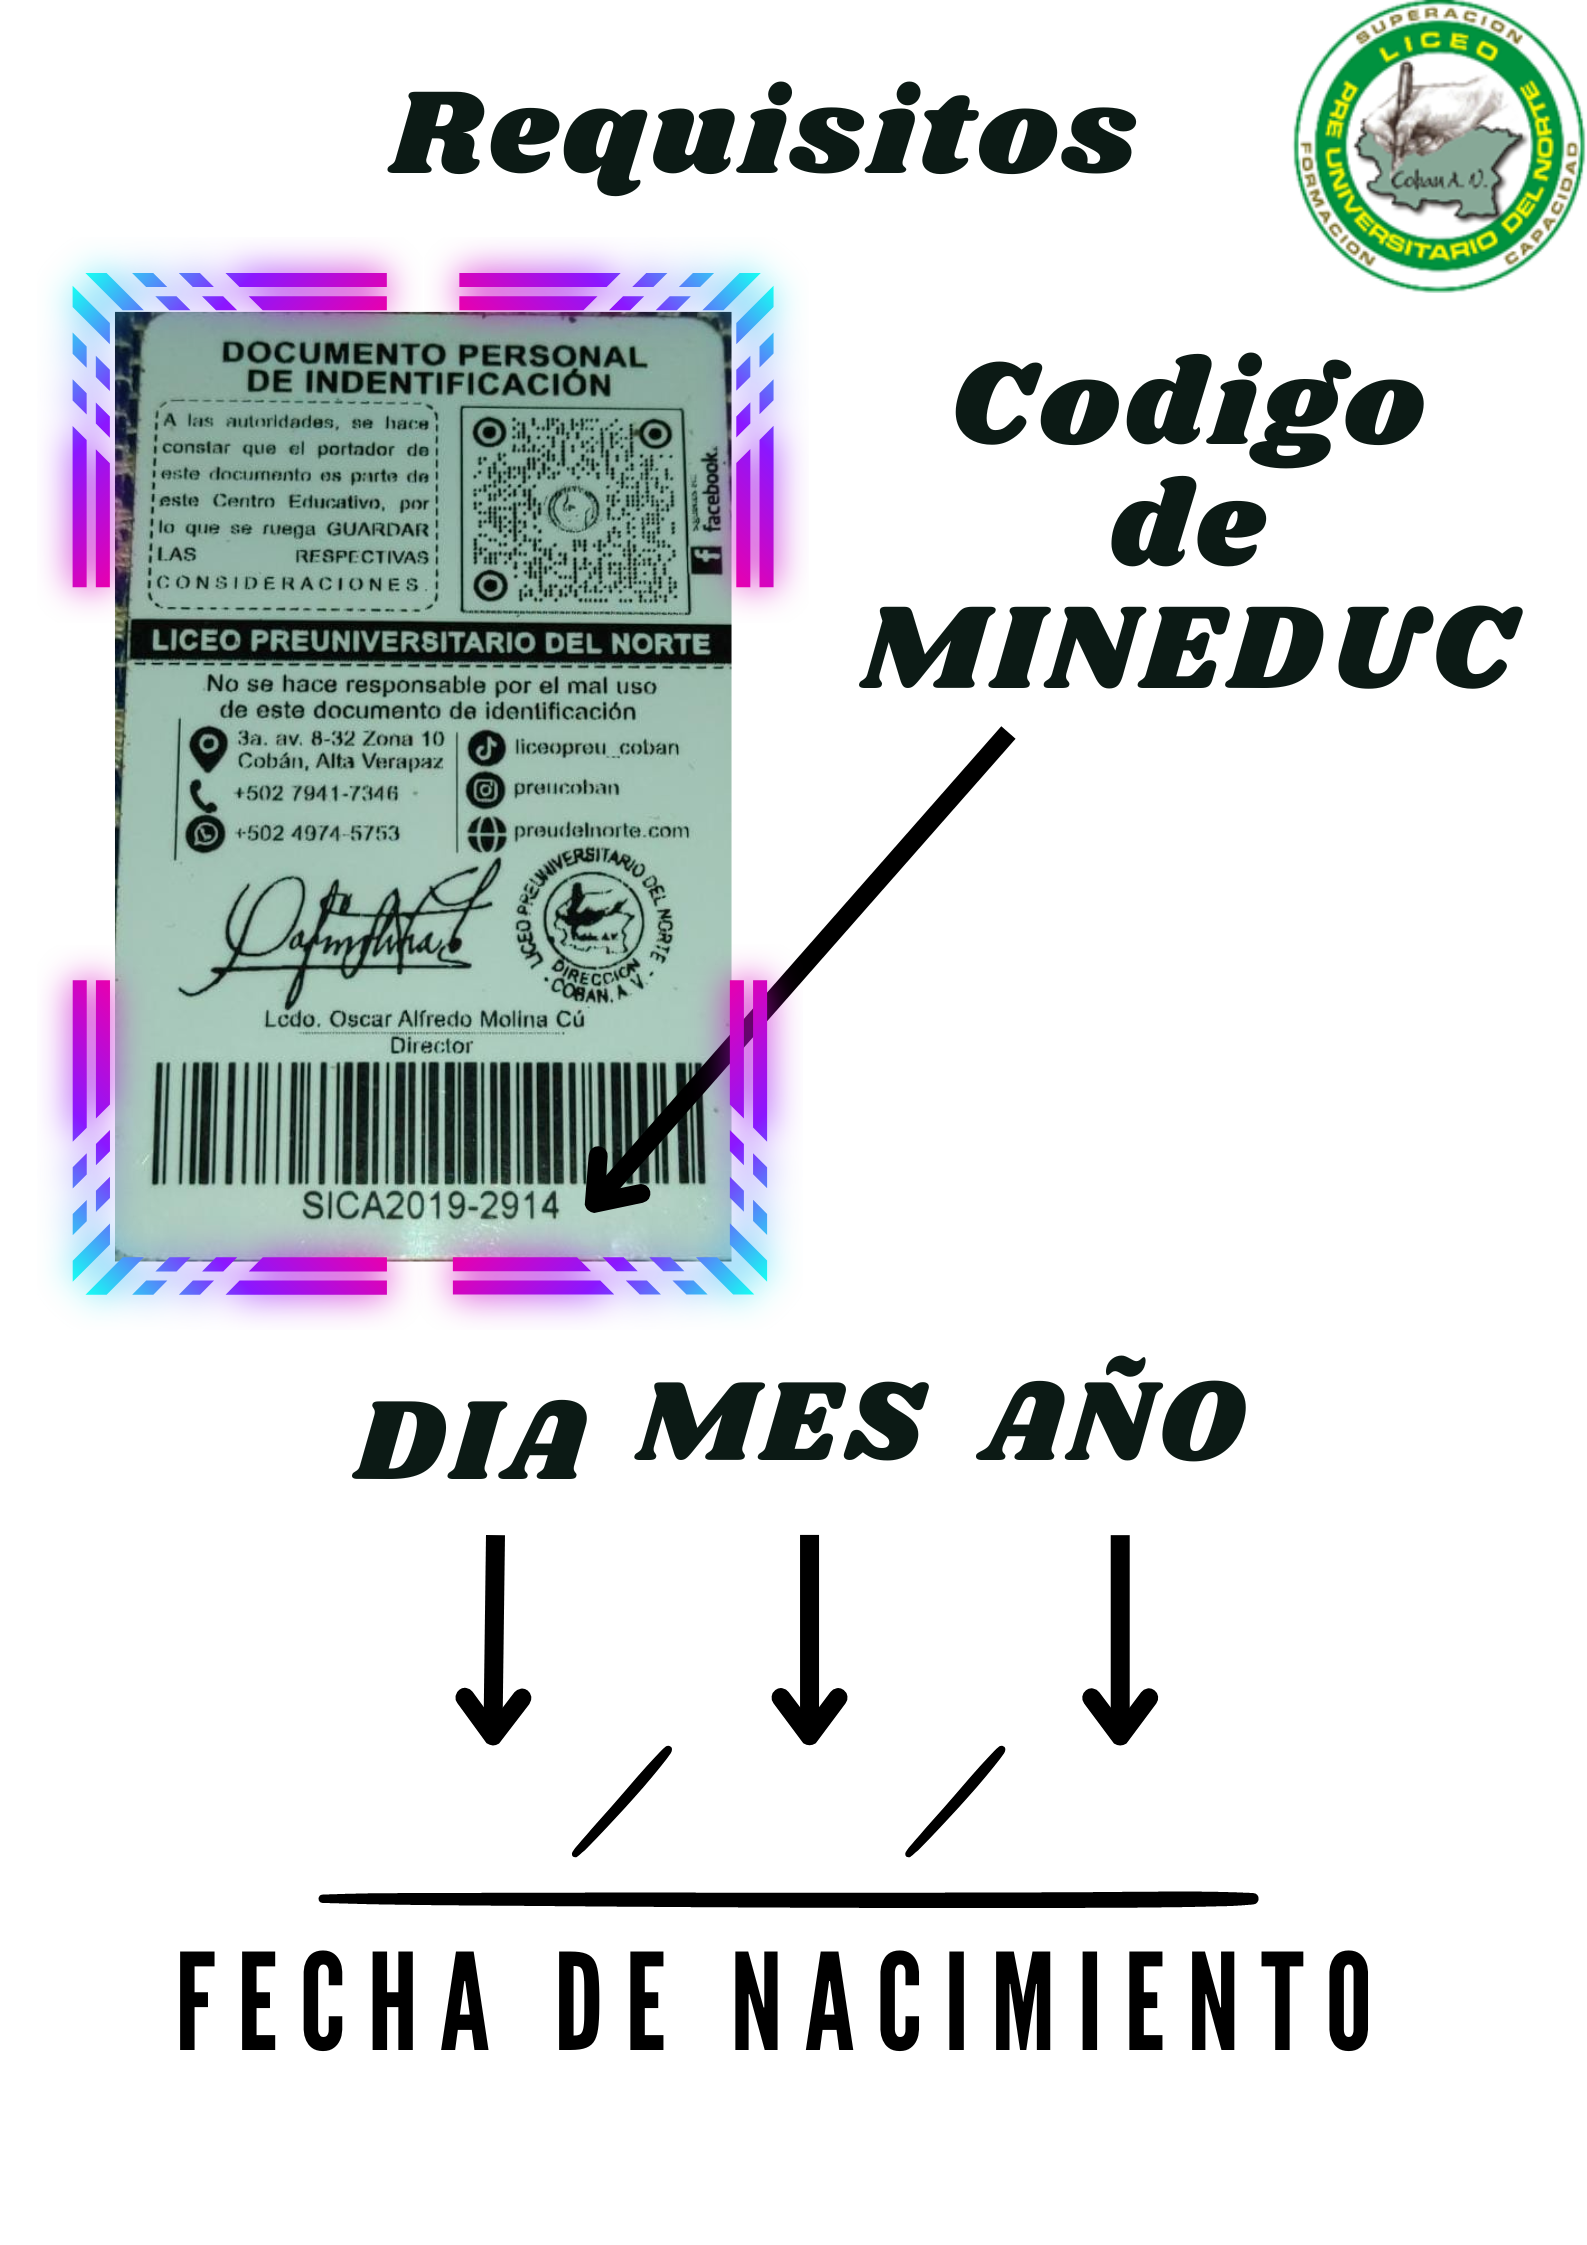 Requisitos
SUPERACION
LICEO
PRE UNIVERSITARIO DEL NORTE
FORMACION
CAPACIDAD
Coban A. V.
DOCUMENTO PERSONAL
DE INDENTIFICACIÓN
A las autoridades, se hace
constar que el portador de
este documento es parte de
este Centro Educativo, por
lo que se ruega GUARDAR
LAS RESPECTIVAS
CONSIDERACIONES.
facebook.
LICEO PREUNIVERSITARIO DEL NORTE
No se hace responsable por el mal uso
de este documento de identificación
3a. av. 8-32 Zona 10
Cobán, Alta Verapaz
+502 7941-7346
+502 4974-5753
liceopreu_coban
preucoban
preudelnorte.com
LICEO PREUNIVERSITARIO DEL NORTE
DIRECCION
COBAN, A. V.
Lcdo. Oscar Alfredo Molina Cú
Director
SICA2019-2914
Codigo
de
MINEDUC
DIA MES AÑO
/ /
FECHA DE NACIMIENTO